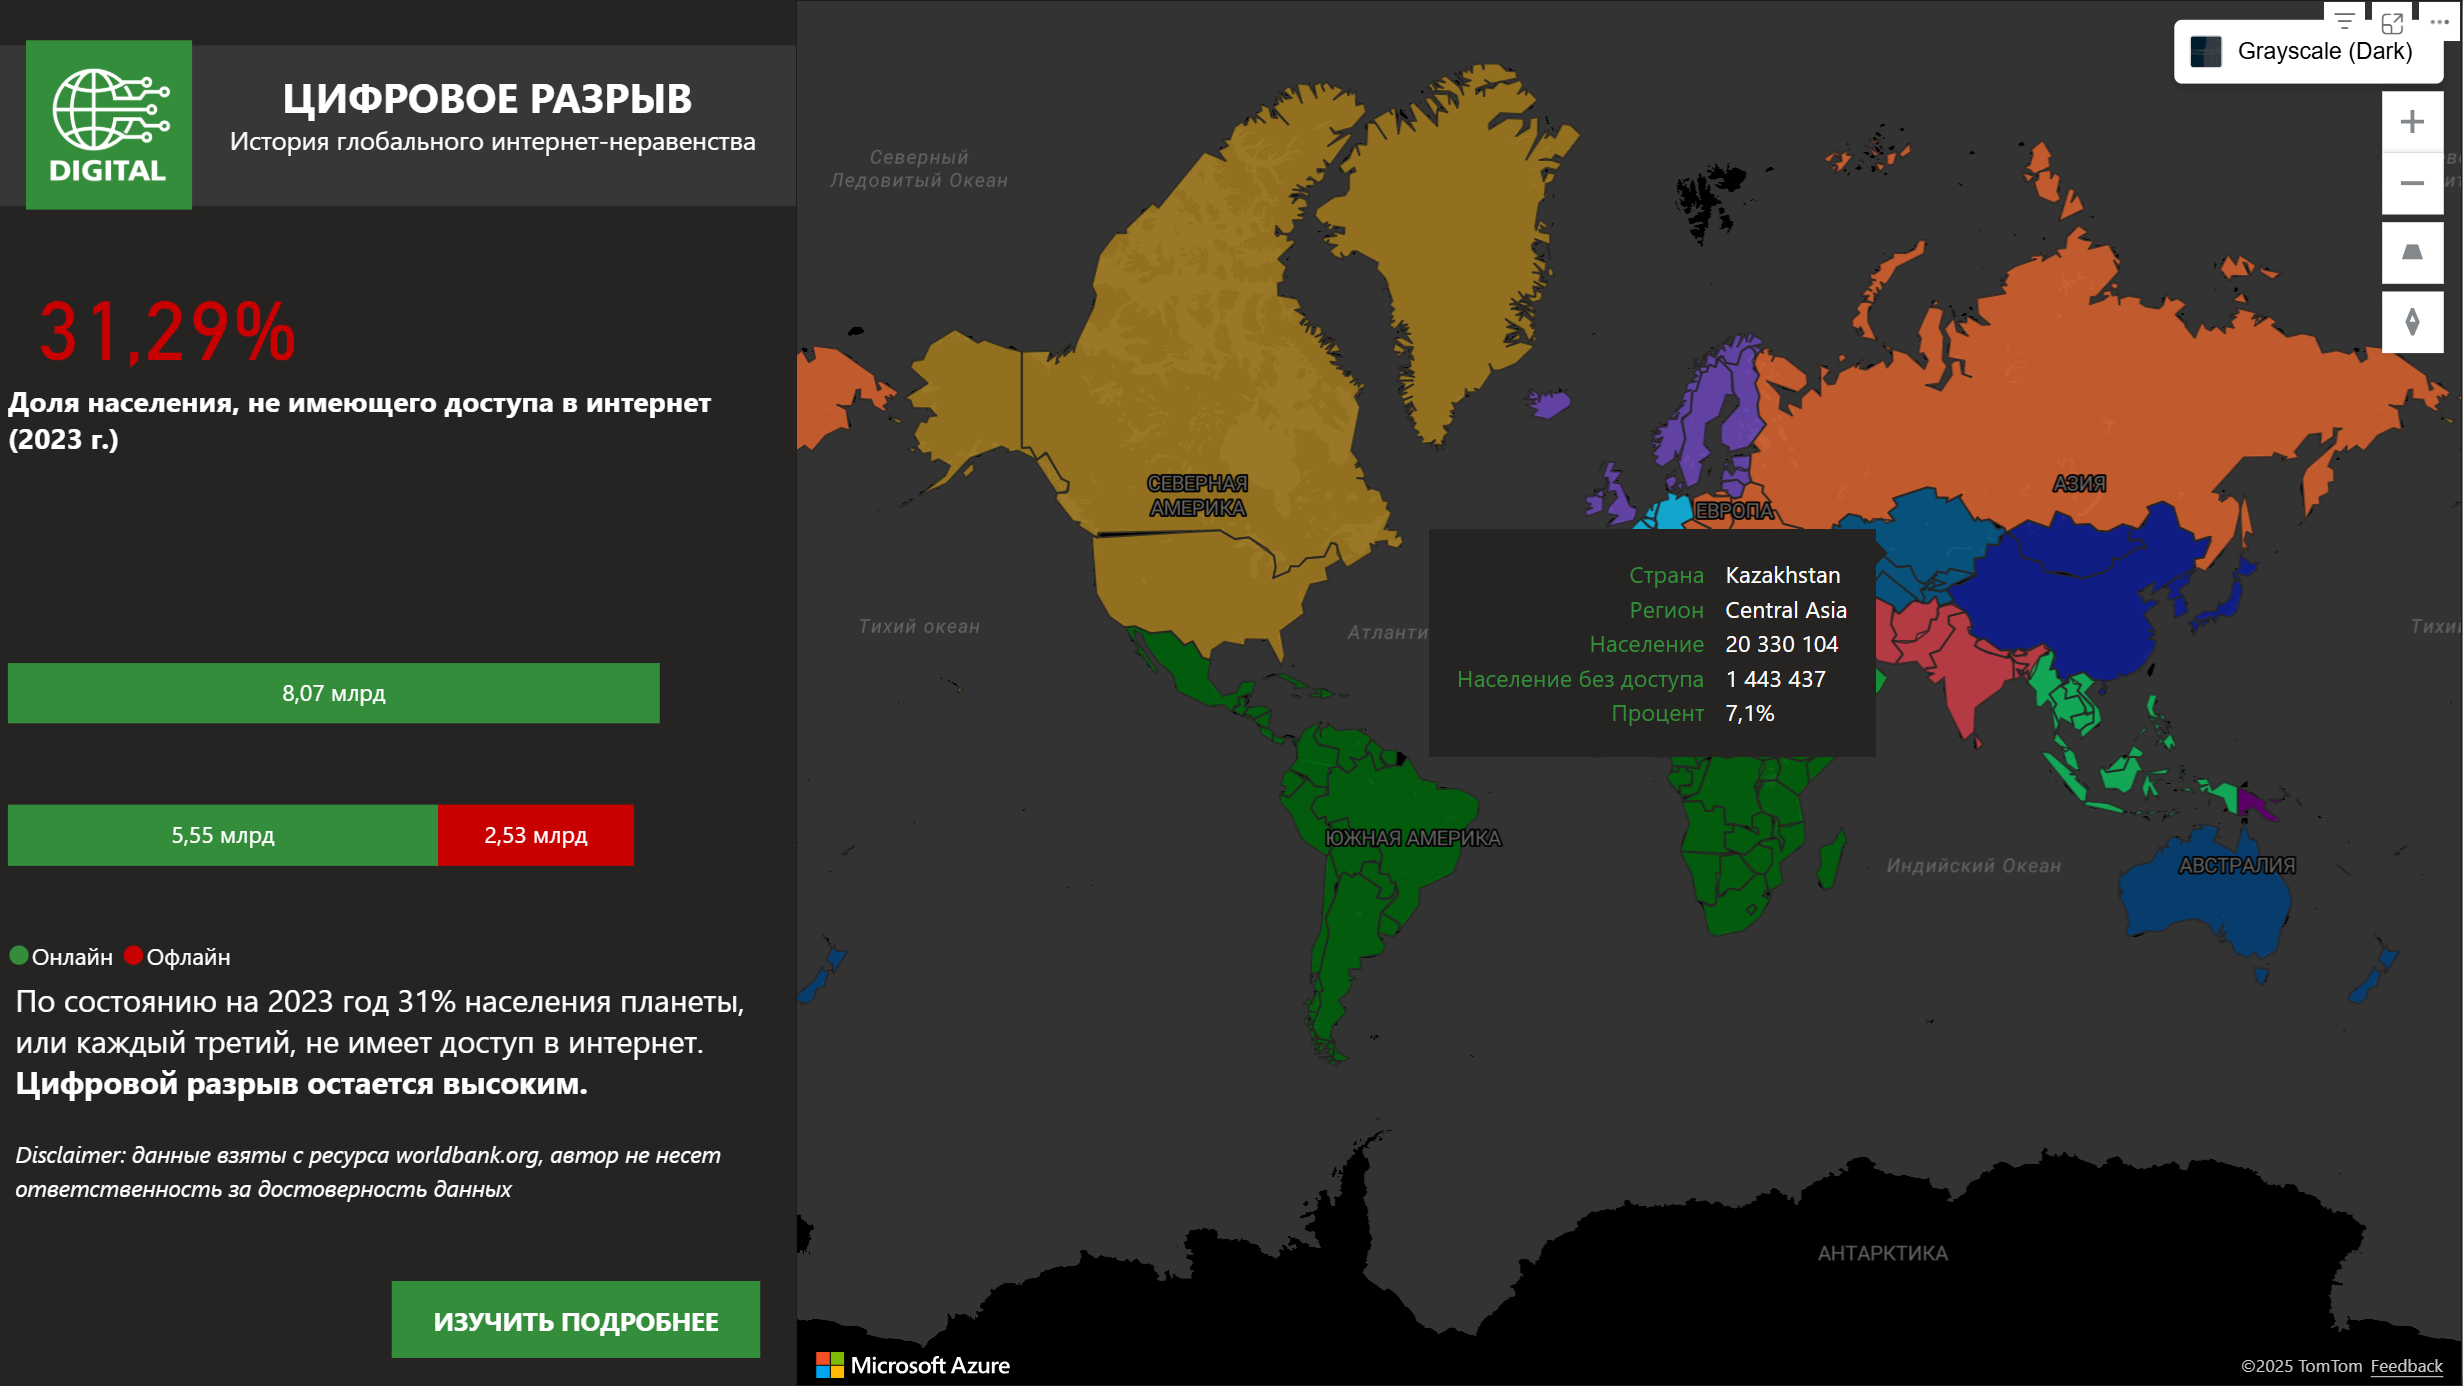 DIGITAL
ЦИФРОВОЕ РАЗРЫВ
История глобального интернет-неравенства
31,29%
Доля населения, не имеющего доступа в интернет
(2023 г.)
8,07 млрд
5,55 млрд
2,53 млрд
Онлайн
Офлайн
По состоянию на 2023 год 31% населения планеты,
или каждый третий, не имеет доступ в интернет.
Цифровой разрыв остается высоким.
Disclaimer: данные взяты с ресурса worldbank.org, автор не несет
ответственность за достоверность данных
ИЗУЧИТЬ ПОДРОБНЕЕ
Grayscale (Dark)
Северный
Ледовитый Океан
СЕВЕРНАЯ
АМЕРИКА
АЗИЯ
ЕВРОПА
Тихий океан
Атланти
Тихи
Страна Kazakhstan
Регион Central Asia
Население 20 330 104
Население без доступа 1 443 437
Процент 7,1%
ЮЖНАЯ АМЕРИКА
Индийский Океан
АВСТРАЛИЯ
АНТАРКТИКА
Microsoft Azure
©2025 TomTom Feedback